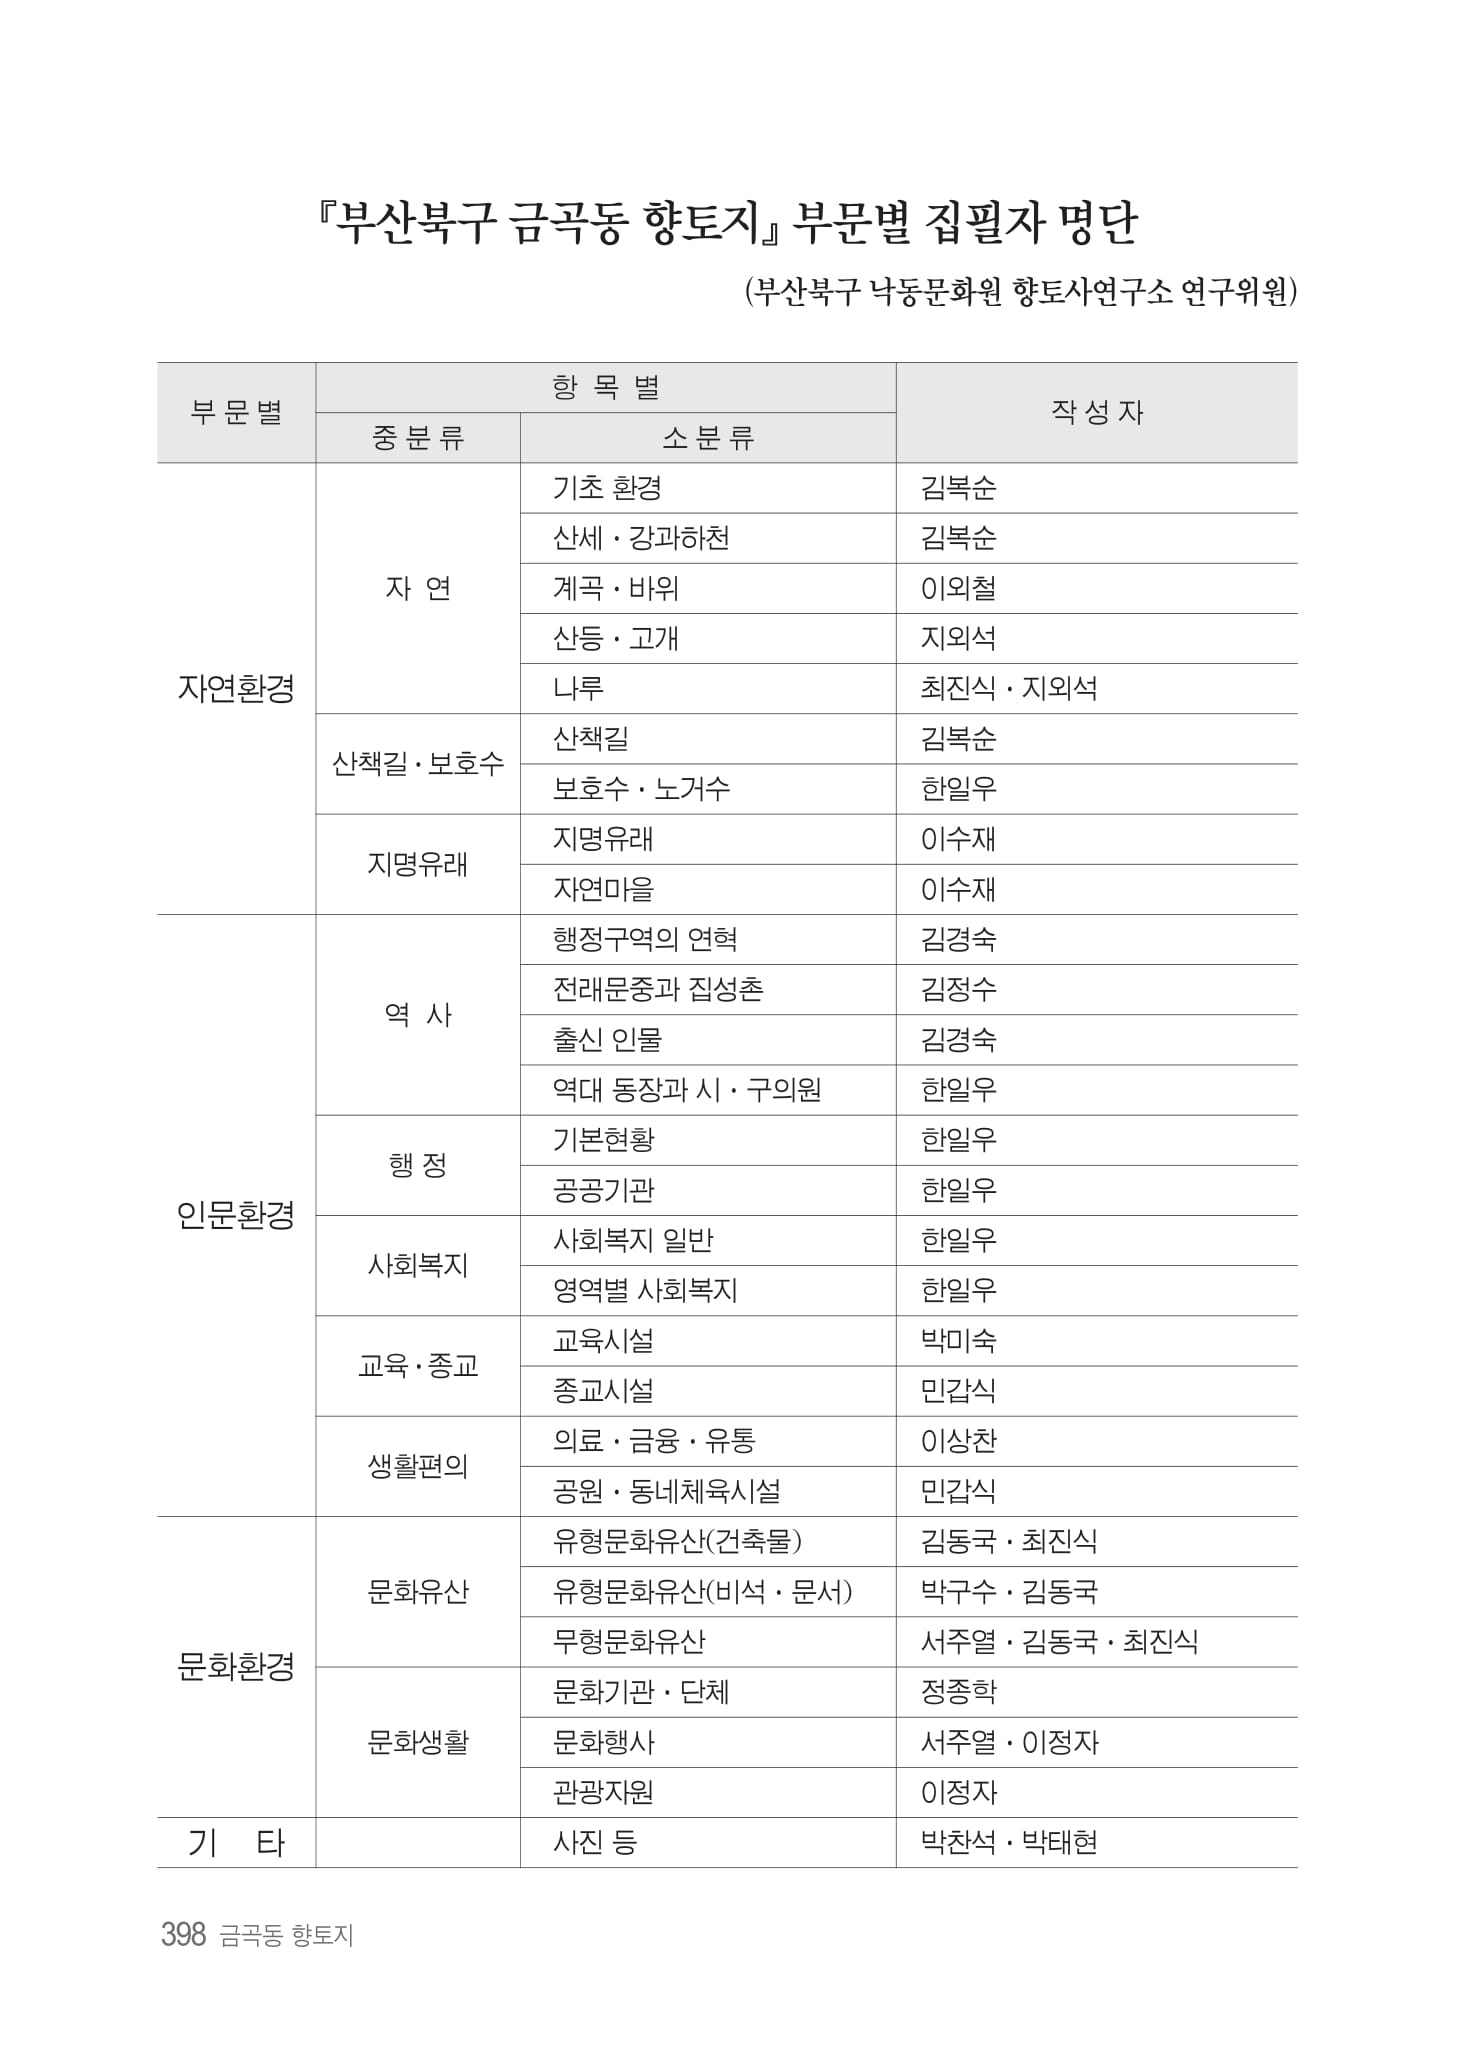 『부산북구 금곡동 향토지』 부문별 집필자 명단
(부산북구 낙동문화원 향토사연구소 연구위원)
부문별 항목별 작성자
중분류 소분류
자연환경 자연 기초 환경 김복순
산세·강과하천 김복순
계곡·바위 이외철
산등·고개 지외석
나루 최진식·지외석
산책길·보호수 산책길 김복순
보호수·노거수 한일우
지명유래 지명유래 이수재
자연마을 이수재
인문환경 역사 행정구역의 연혁 김경숙
전래문중과 집성촌 김정수
출신 인물 김경숙
역대 동장과 시·구의원 한일우
행정 기본현황 한일우
공공기관 한일우
사회복지 사회복지 일반 한일우
영역별 사회복지 한일우
교육·종교 교육시설 박미숙
종교시설 민갑식
생활편의 의료·금융·유통 이상찬
공원·동네체육시설 민갑식
문화환경 문화유산 유형문화유산(건축물) 김동국·최진식
유형문화유산(비석·문서) 박구수·김동국
무형문화유산 서주열·김동국·최진식
문화생활 문화기관·단체 정종학
문화행사 서주열·이정자
관광자원 이정자
기타 사진 등 박찬석·박태현
398 금곡동 향토지